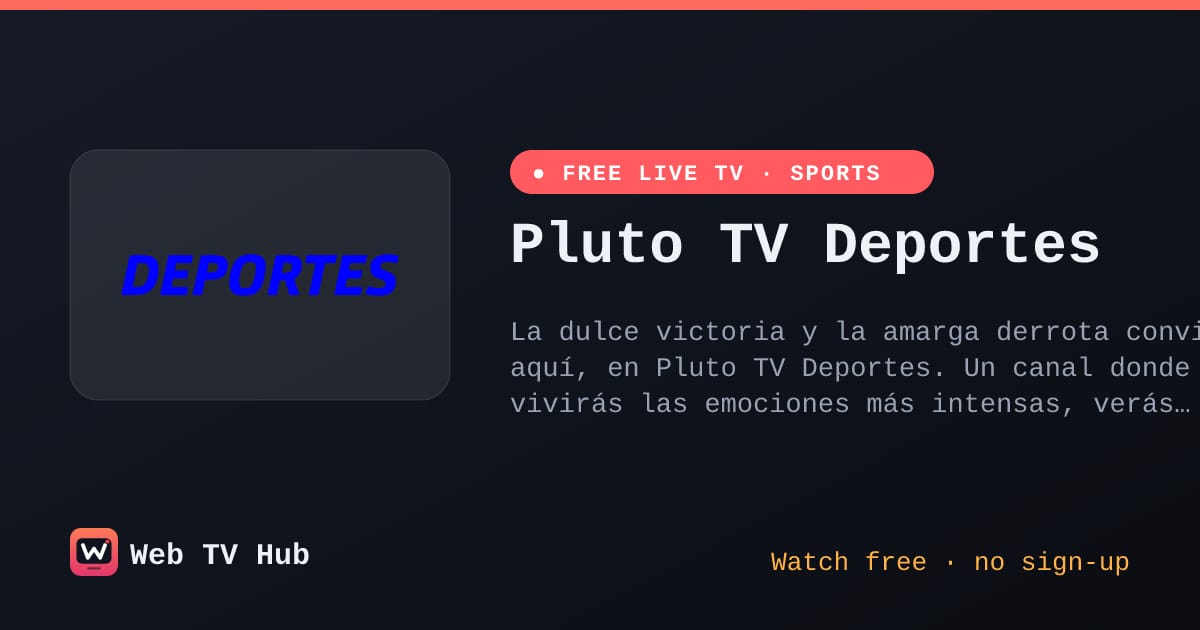 DEPORTES
● FREE LIVE TV · SPORTS
Pluto TV Deportes
La dulce victoria y la amarga derrota convi
aquí, en Pluto TV Deportes. Un canal donde
vivirás las emociones más intensas, verás…
Web TV Hub
Watch free · no sign-up